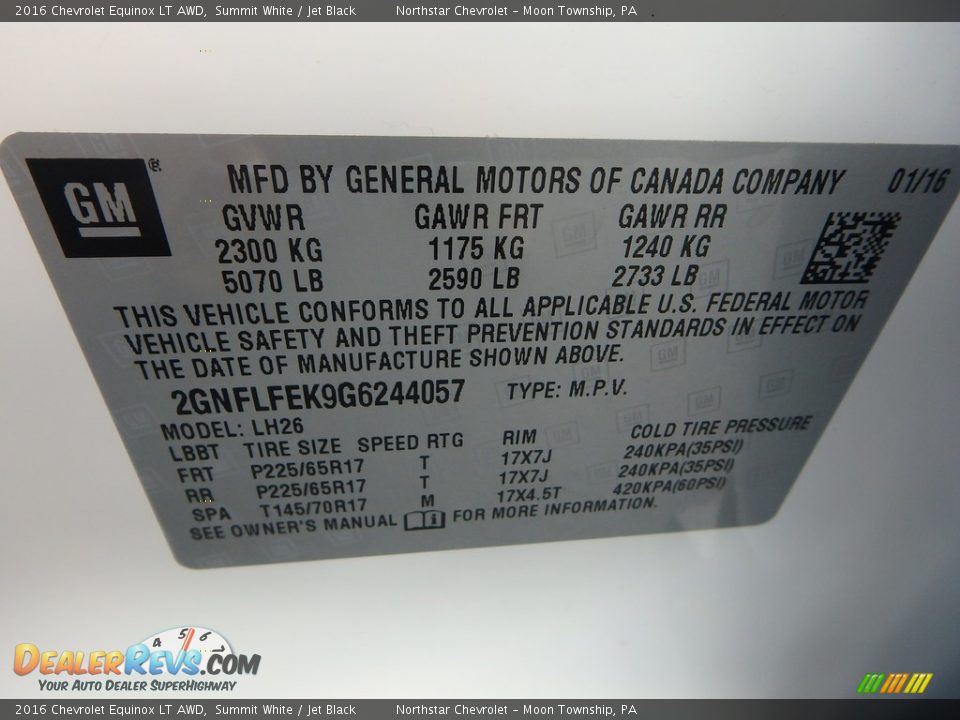 2016 Chevrolet Equinox LT AWD, Summit White / Jet Black Northstar Chevrolet – Moon Township, PA
GM ®
MFD BY GENERAL MOTORS OF CANADA COMPANY 01/16
GVWR GAWR FRT GAWR RR
2300 KG 1175 KG 1240 KG
5070 LB 2590 LB 2733 LB
THIS VEHICLE CONFORMS TO ALL APPLICABLE U.S. FEDERAL MOTOR
VEHICLE SAFETY AND THEFT PREVENTION STANDARDS IN EFFECT ON
THE DATE OF MANUFACTURE SHOWN ABOVE.
2GNFLFEK9G6244057 TYPE: M.P.V.
MODEL: LH26
LBBT TIRE SIZE SPEED RTG RIM COLD TIRE PRESSURE
FRT P225/65R17 T 17X7J 240KPA(35PSI)
RR P225/65R17 T 17X7J 240KPA(35PSI)
SPA T145/70R17 M 17X4.5T 420KPA(60PSI)
SEE OWNER'S MANUAL i FOR MORE INFORMATION.
4 5 6
DEALERREVS.COM
YOUR AUTO DEALER SUPERHIGHWAY
2016 Chevrolet Equinox LT AWD, Summit White / Jet Black Northstar Chevrolet – Moon Township, PA